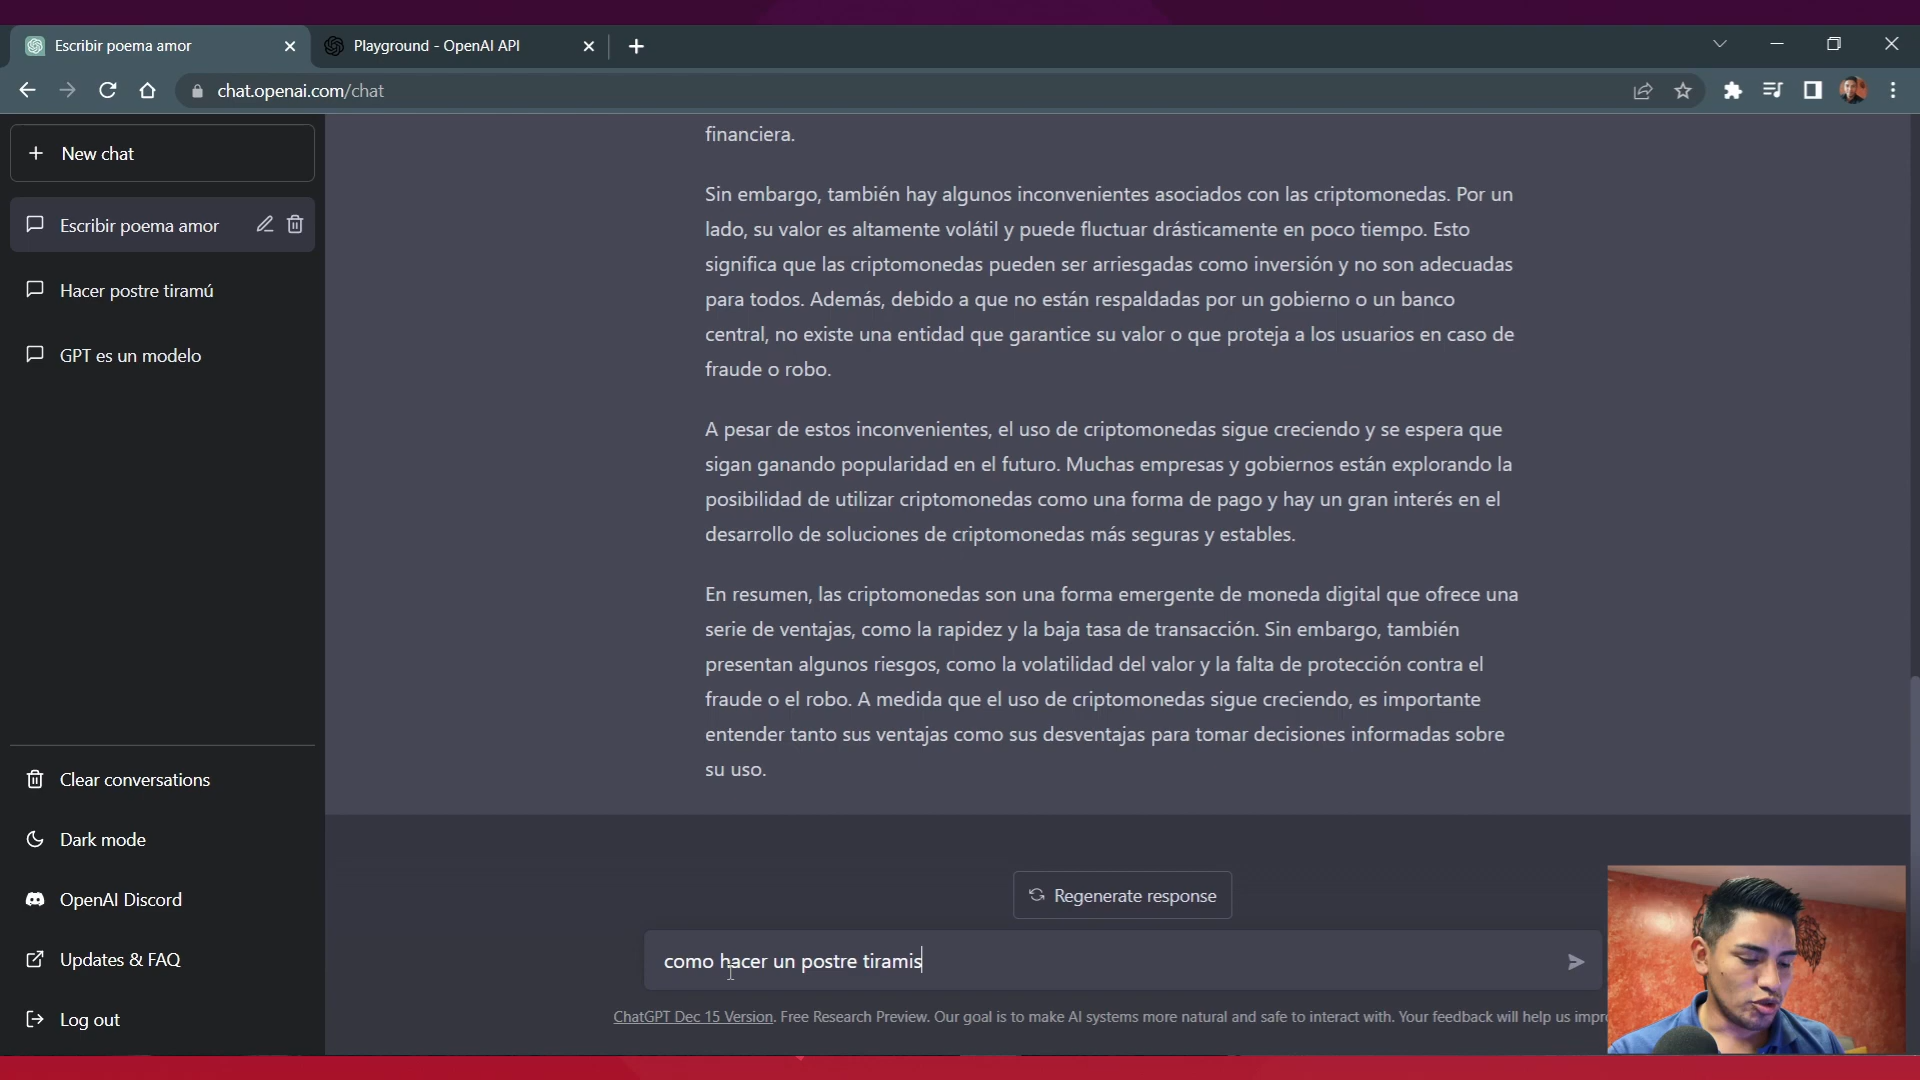 Escribir poema amor
Playground - OpenAI API
chat.openai.com/chat
New chat
Escribir poema amor
Hacer postre tiramú
GPT es un modelo
Clear conversations
Dark mode
OpenAI Discord
Updates & FAQ
Log out
financiera.
Sin embargo, también hay algunos inconvenientes asociados con las criptomonedas. Por un
lado, su valor es altamente volátil y puede fluctuar drásticamente en poco tiempo. Esto
significa que las criptomonedas pueden ser arriesgadas como inversión y no son adecuadas
para todos. Además, debido a que no están respaldadas por un gobierno o un banco
central, no existe una entidad que garantice su valor o que proteja a los usuarios en caso de
fraude o robo.
A pesar de estos inconvenientes, el uso de criptomonedas sigue creciendo y se espera que
sigan ganando popularidad en el futuro. Muchas empresas y gobiernos están explorando la
posibilidad de utilizar criptomonedas como una forma de pago y hay un gran interés en el
desarrollo de soluciones de criptomonedas más seguras y estables.
En resumen, las criptomonedas son una forma emergente de moneda digital que ofrece una
serie de ventajas, como la rapidez y la baja tasa de transacción. Sin embargo, también
presentan algunos riesgos, como la volatilidad del valor y la falta de protección contra el
fraude o el robo. A medida que el uso de criptomonedas sigue creciendo, es importante
entender tanto sus ventajas como sus desventajas para tomar decisiones informadas sobre
su uso.
Regenerate response
como hacer un postre tiramis
ChatGPT Dec 15 Version. Free Research Preview. Our goal is to make AI systems more natural and safe to interact with. Your feedback will help us impr